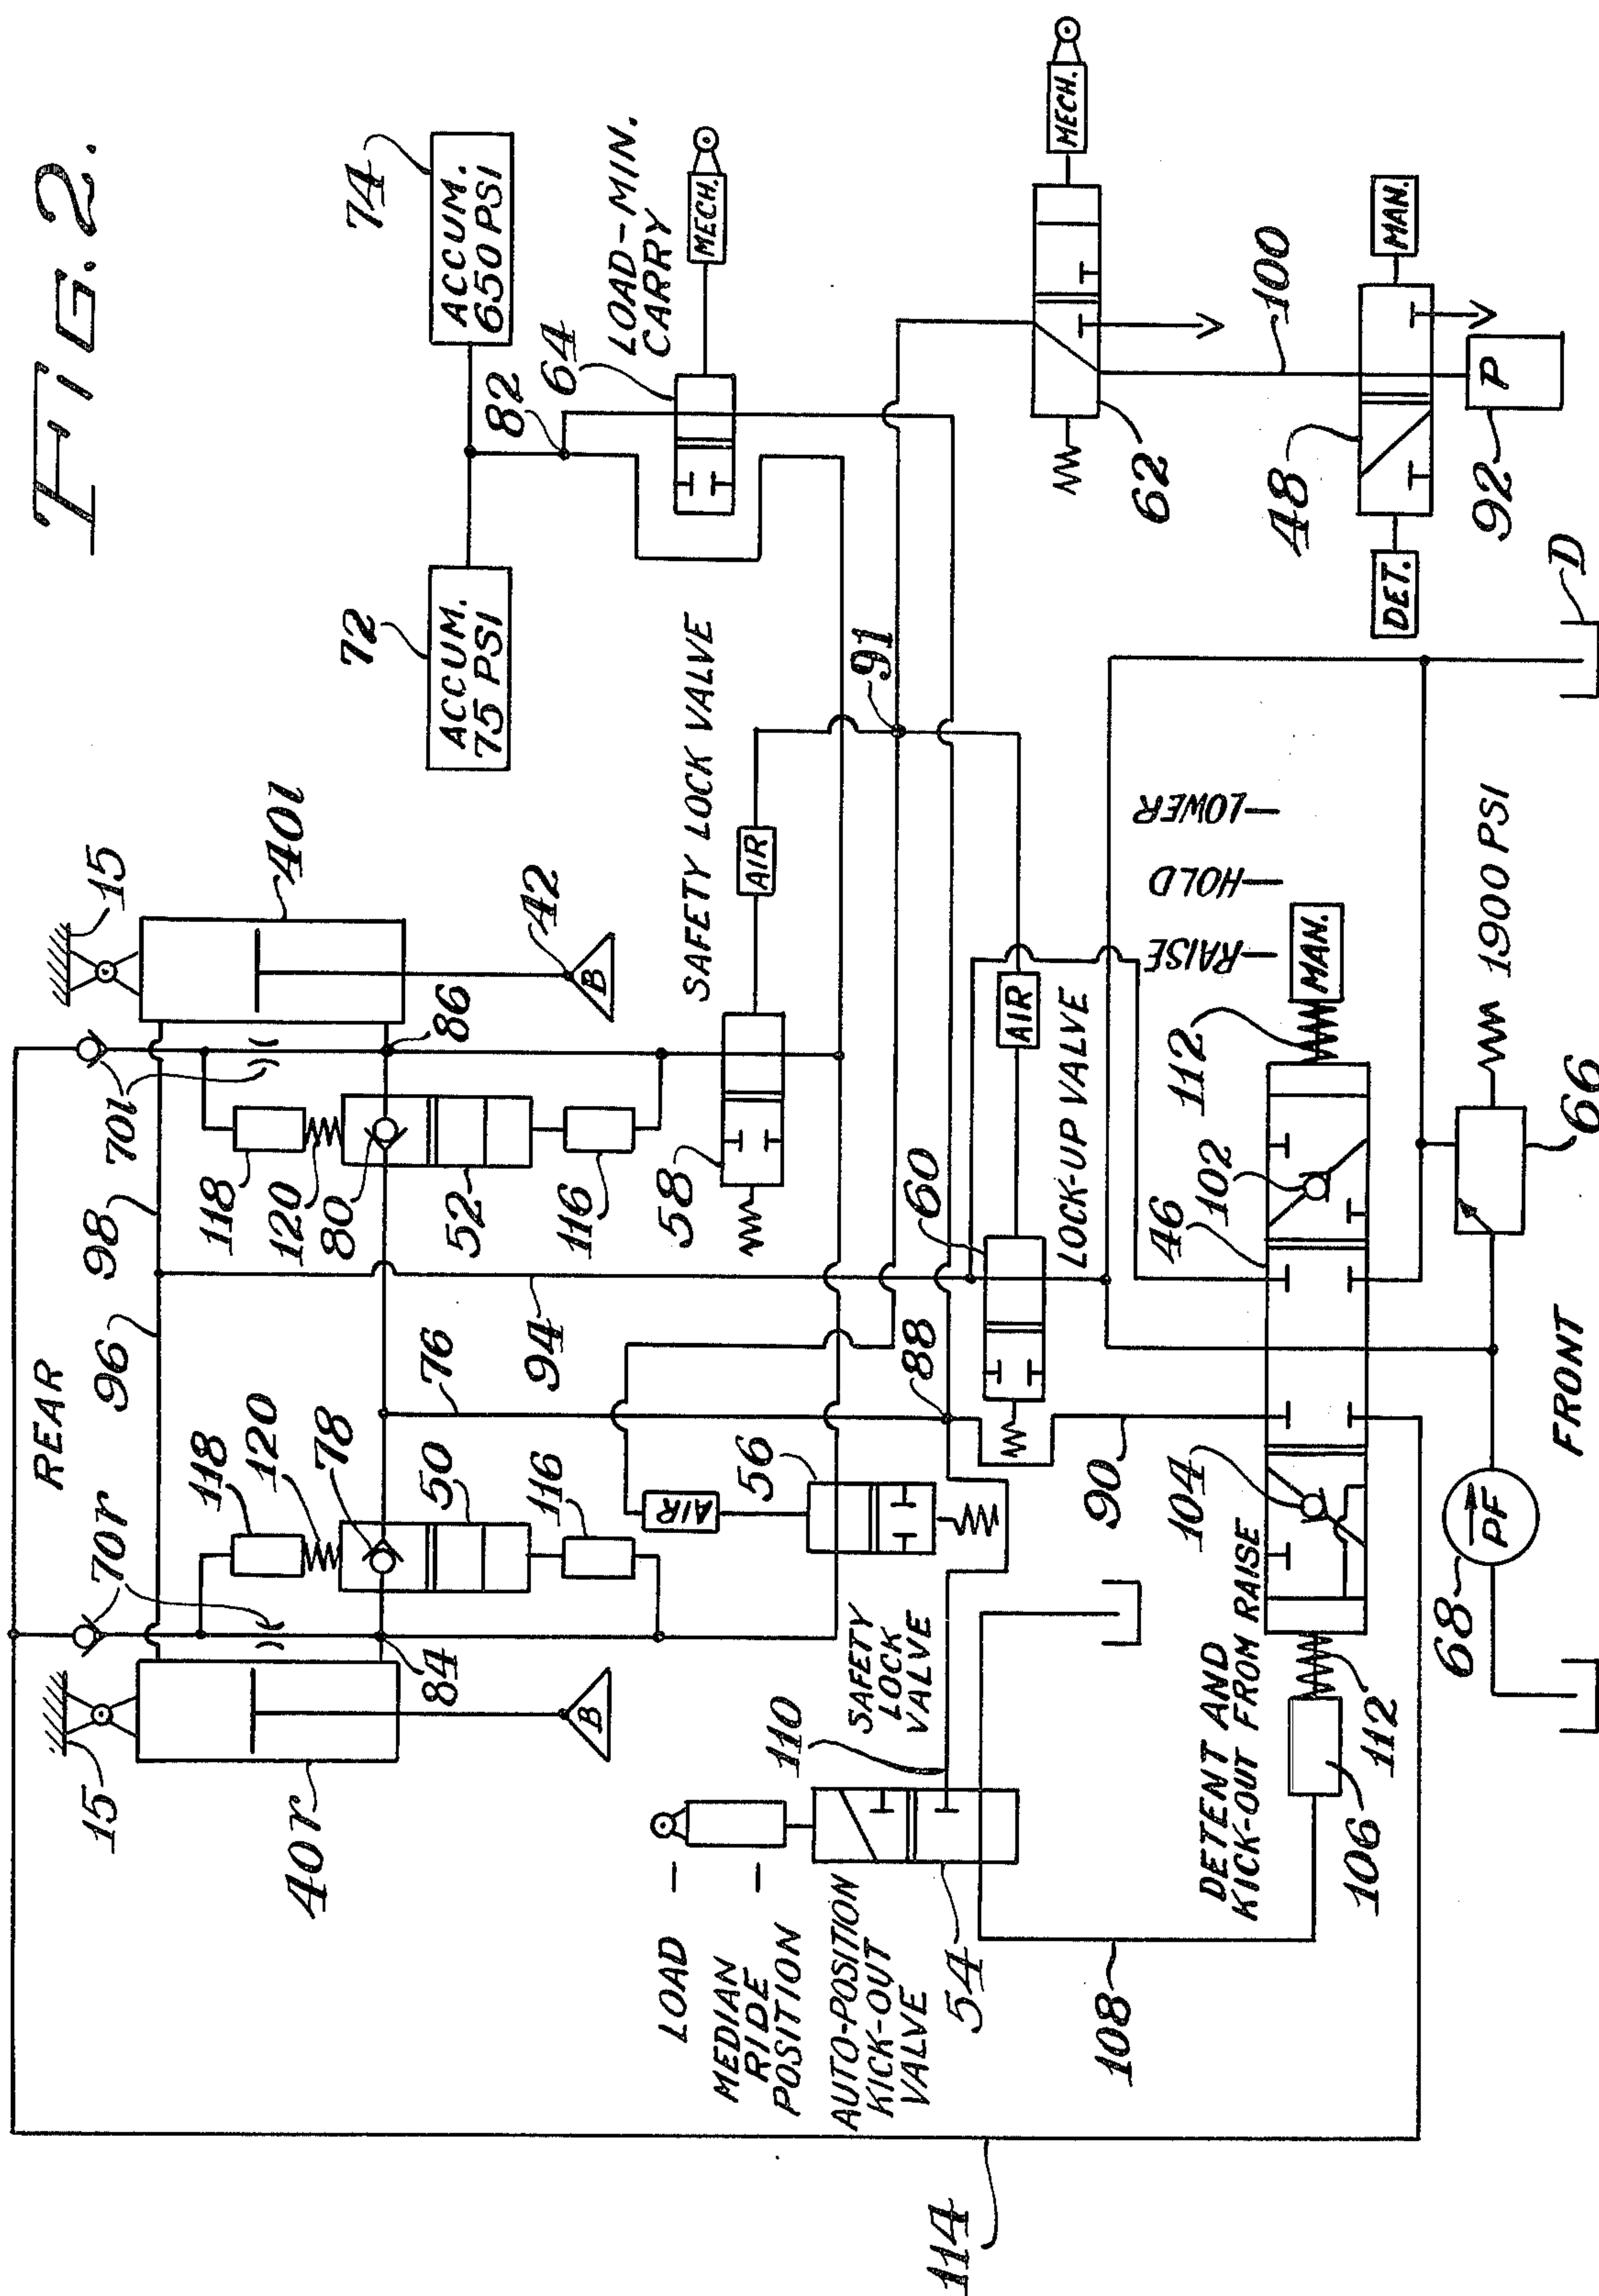 Fig. 2.
REAR
FRONT
15
15
40r
40l
42
B
B
70r
70l
96
98
118
118
120
120
78
80
50
52
116
116
84
86
76
94
72
ACCUM.
75 PSI
74
ACCUM.
650 PSI
82
64
LOAD-MIN.
CARRY
MECH.
SAFETY LOCK VALVE
AIR
58
91
AIR
56
88
SAFETY
LOCK
VALVE
60
AIR
LOCK-UP VALVE
90
110
LOAD
MEDIAN
RIDE
POSITION
AUTO-POSITION
KICK-OUT
VALVE
54
108
114
DETENT AND
KICK-OUT FROM RAISE
106
112
104
46
102
112
MAN.
RAISE
HOLD
LOWER
68
PF
66
1900 PSI
D
MECH.
62
100
48
MAN.
DET.
P
92